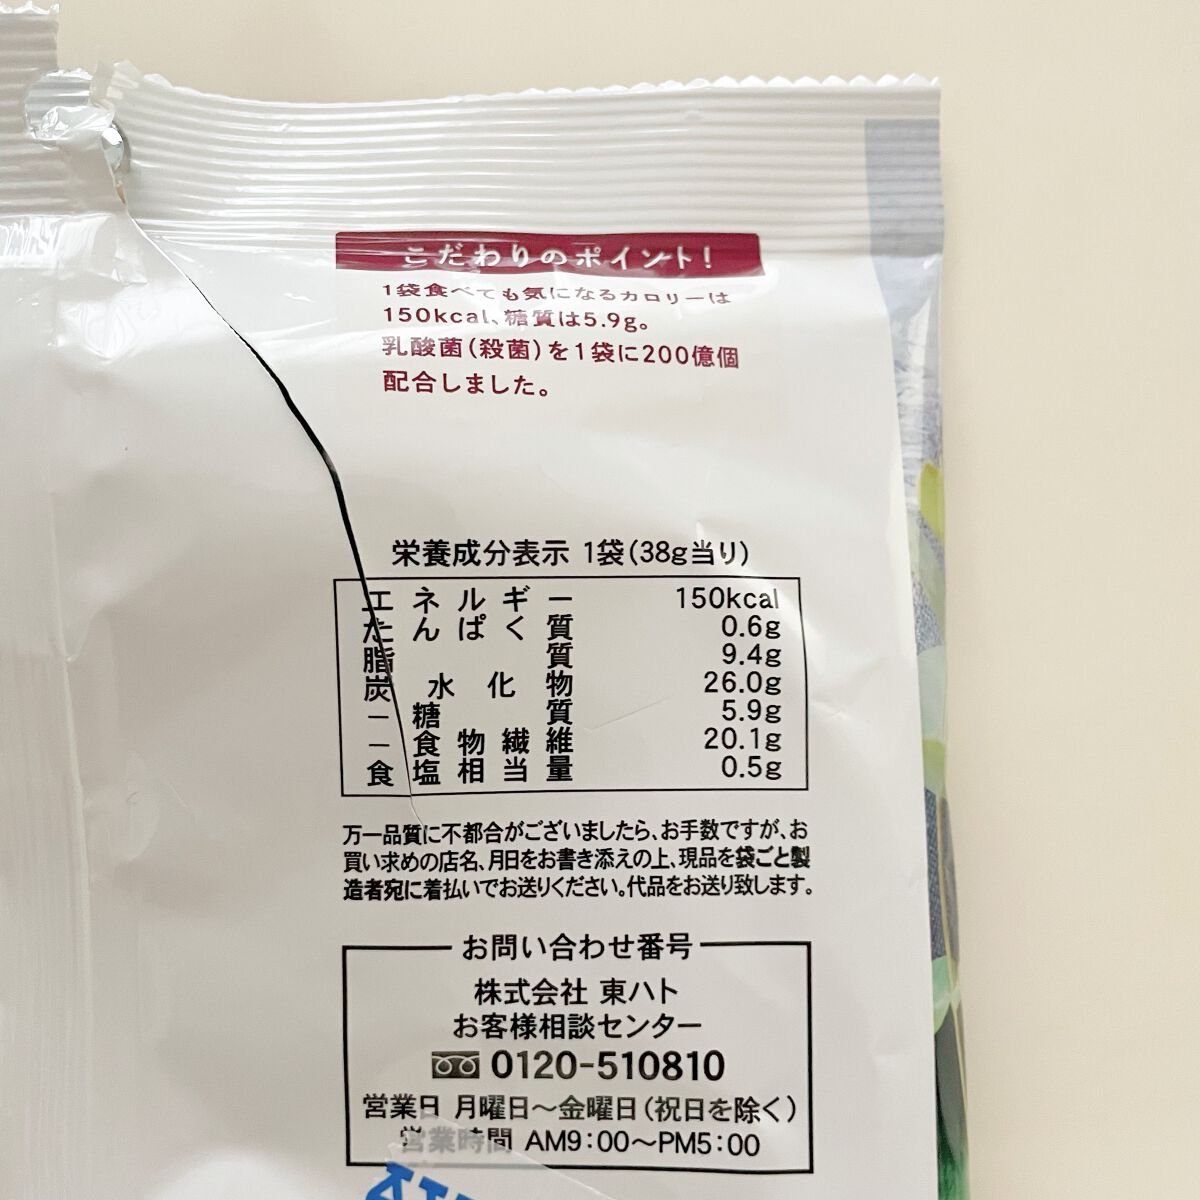 こだわりのポイント!
1袋食べても気になるカロリーは
150kcal、糖質は5.9g。
乳酸菌(殺菌)を1袋に200億個
配合しました。
栄養成分表示 1袋(38g当り)
エネルギー 150kcal
たんぱく質 0.6g
脂質 9.4g
炭水化物 26.0g
－糖質 5.9g
－食物繊維 20.1g
食塩相当量 0.5g
万一品質に不都合がございましたら、お手数ですが、お
買い求めの店名、月日をお書き添えの上、現品を袋ごと製
造者宛に着払いでお送りください。代品をお送り致します。
お問い合わせ番号
株式会社 東ハト
お客様相談センター
0120-510810
営業日 月曜日～金曜日(祝日を除く)
営業時間 AM9:00～PM5:00